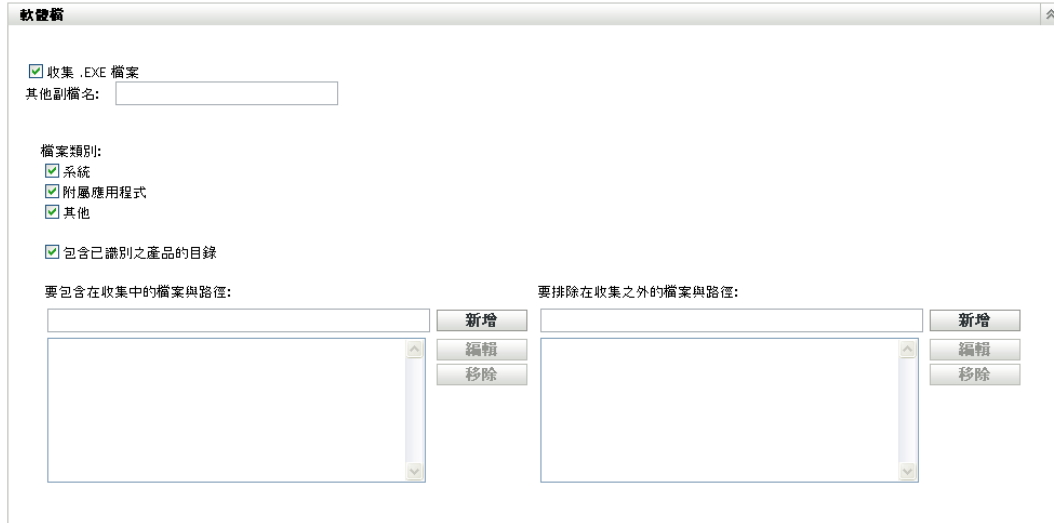 軟體檔
收集 .EXE 檔案
其他副檔名:
檔案類別:
系統
附屬應用程式
其他
包含已識別之產品的目錄
要包含在收集中的檔案與路徑: 要排除在收集之外的檔案與路徑:
新增 新增
編輯 編輯
移除 移除